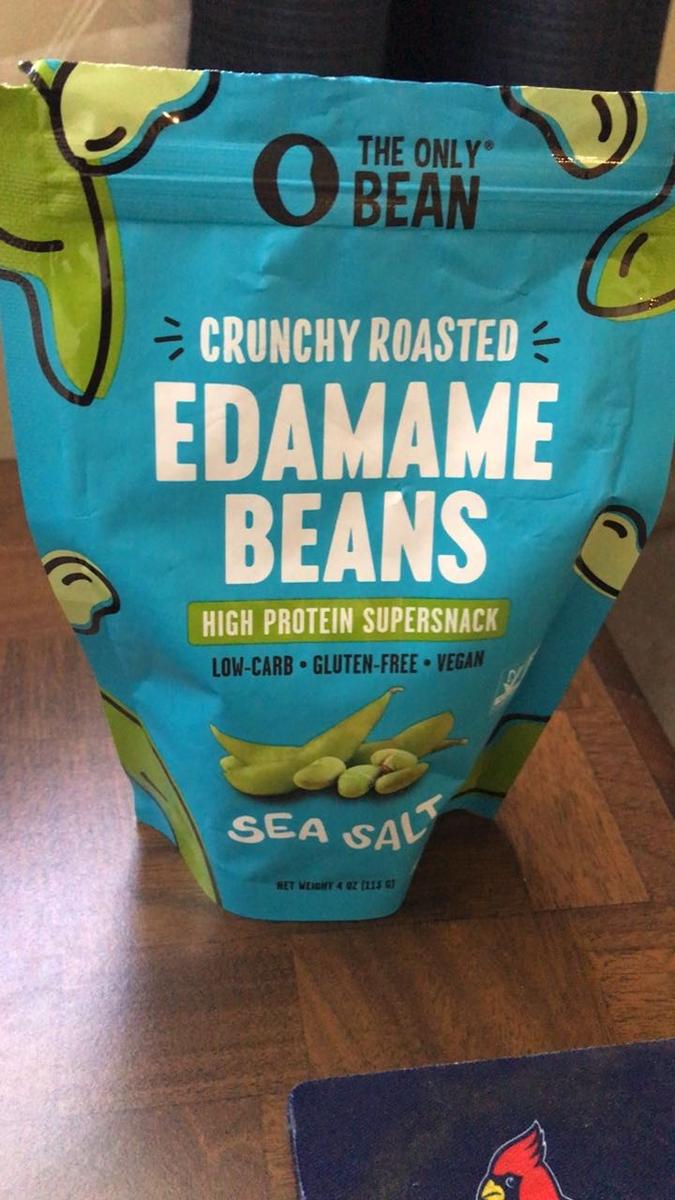 THE ONLY®
BEAN
CRUNCHY ROASTED
EDAMAME
BEANS
HIGH PROTEIN SUPERSNACK
LOW-CARB • GLUTEN-FREE • VEGAN
SEA SALT
NET WEIGHT 4 OZ (113 G)